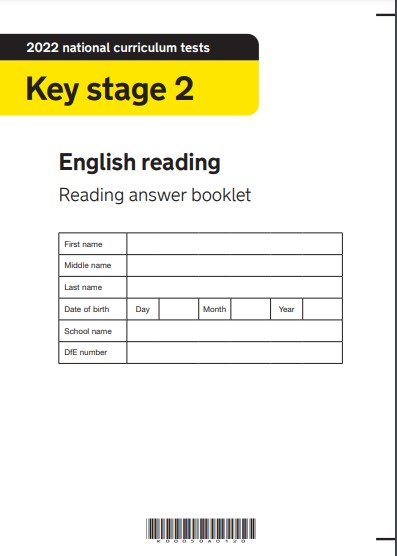 2022 national curriculum tests
Key stage 2
English reading
Reading answer booklet
First name
Middle name
Last name
Date of birth Day Month Year
School name
DfE number
K00050A0120